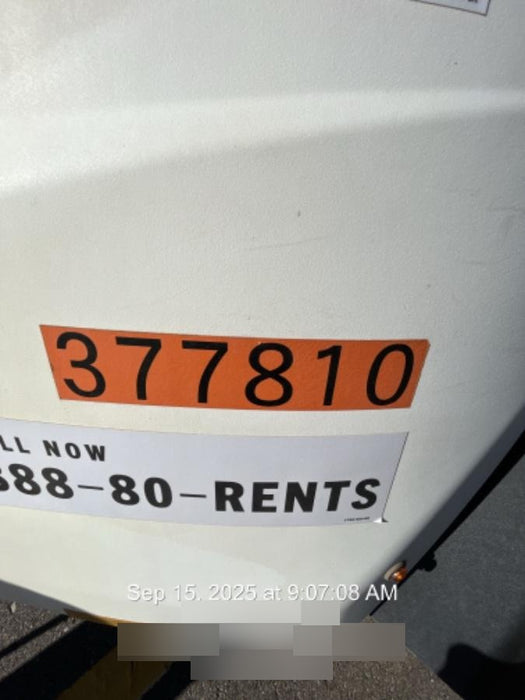 377810
LL NOW
888-80-RENTS
Sep 15, 2025 at 9:07:08 AM